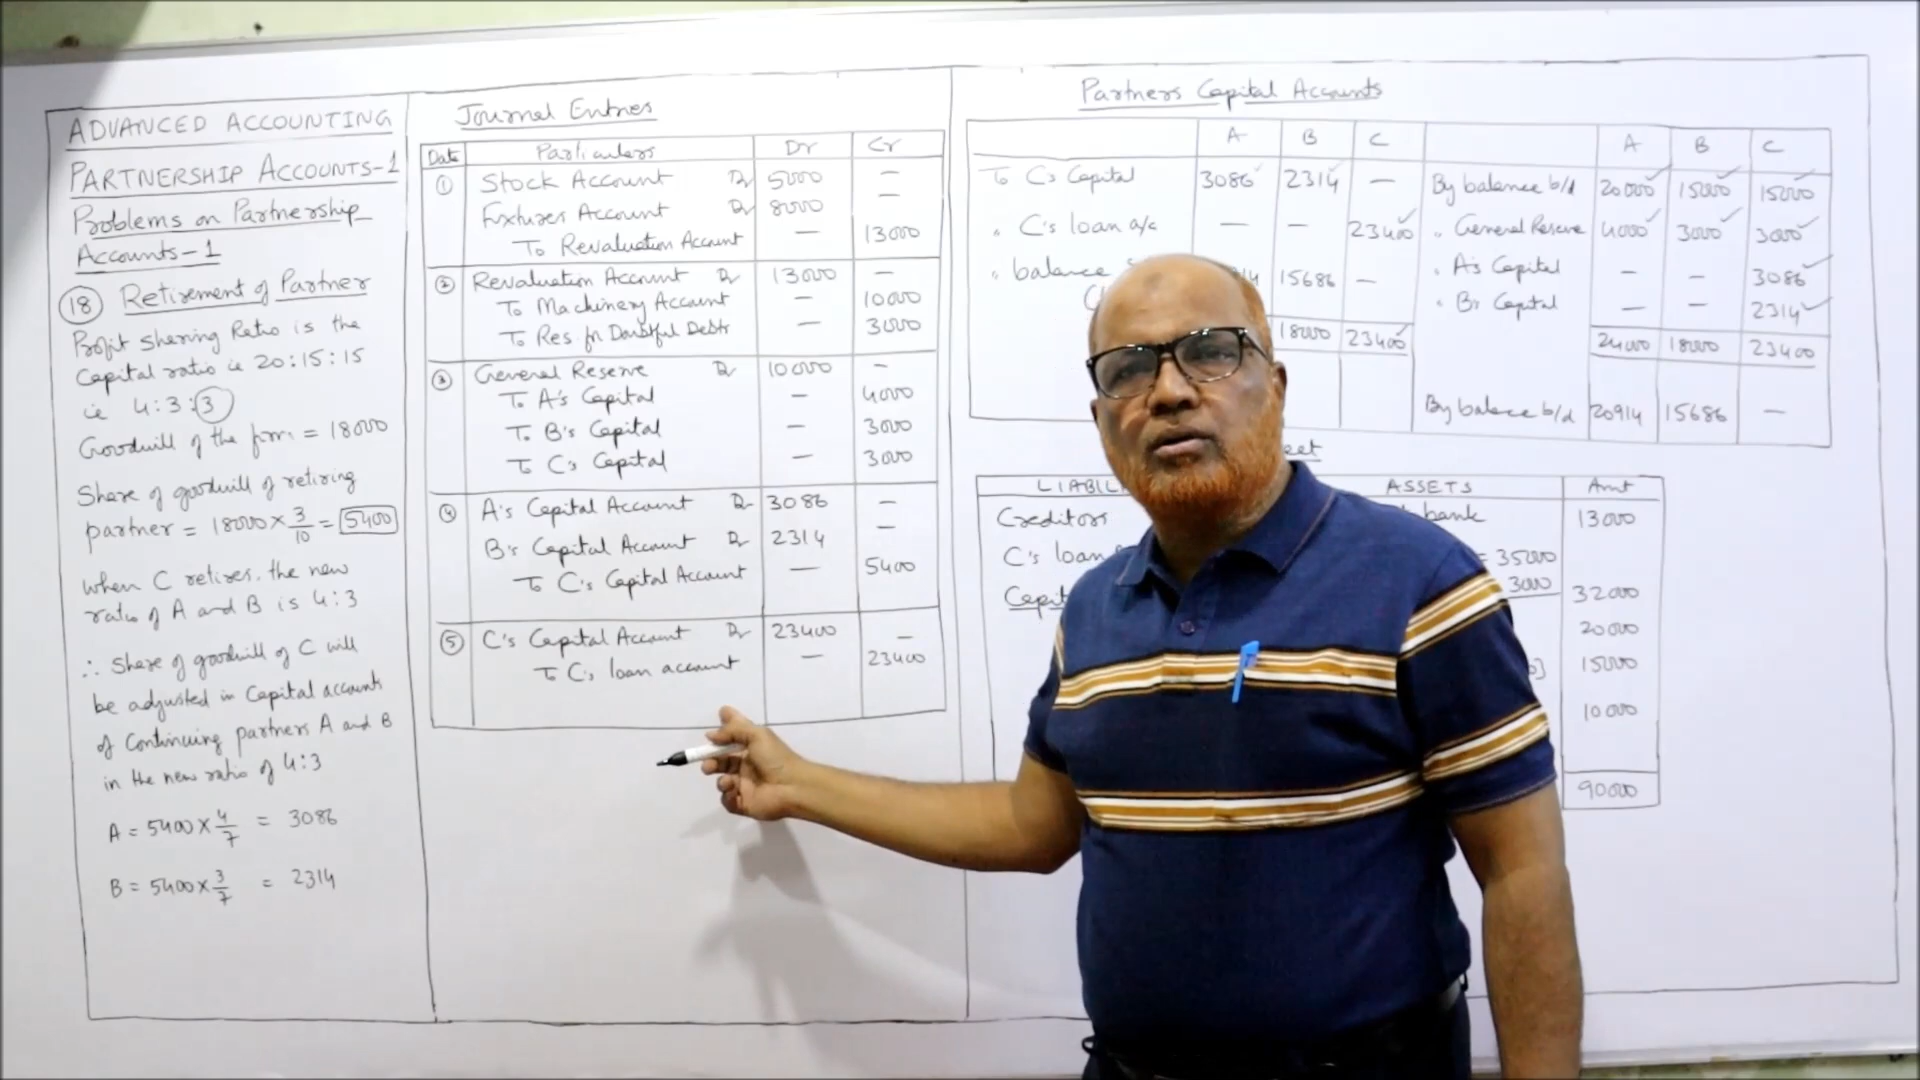 ADVANCED ACCOUNTING
PARTNERSHIP ACCOUNTS-1
Problems on Partnership
Accounts-1
18 Retirement of Partner
Profit sharing Ratio is the
Capital ratio ie 20:15:15
ie 4:3:3
Goodwill of the firm = 18000
Share of goodwill of retiring
partner = 18000 × 3/10 = 5400
when C retires, the new
ratio of A and B is 4:3
∴ Share of goodwill of C will
be adjusted in Capital accounts
of Continuing partners A and B
in the new ratio of 4:3
A = 5400 × 4/7 = 3086
B = 5400 × 3/7 = 2314
Journal Entries
Date Particulars Dr Cr
1 Stock Account Dr 5000 —
Fixtures Account Dr 8000 —
To Revaluation Account — 13000
2 Revaluation Account Dr 13000 —
To Machinery Account — 10000
To Res. for Doubtful Debts — 3000
3 General Reserve Dr 10000 —
To A's Capital — 4000
To B's Capital — 3000
To C's Capital — 3000
4 A's Capital Account Dr 3086 —
B's Capital Account Dr 2314 —
To C's Capital Account — 5400
5 C's Capital Account Dr 23400 —
To C's loan account — 23400
Partners Capital Accounts
A B C A B C
To C's Capital 3086 2314 — By balance b/d 20000 15000 15000
" C's loan a/c — — 23400 " General Reserve 4000 3000 3000
" balance 15686 — " A's Capital — — 3086
" B's Capital — — 2314
18000 23400 24000 18000 23400
By balance b/d 20914 15686 —
LIABIL ASSETS Amt
Creditors bank 13000
C's loan = 35000
3000 32000
20000
15000
10000
90000